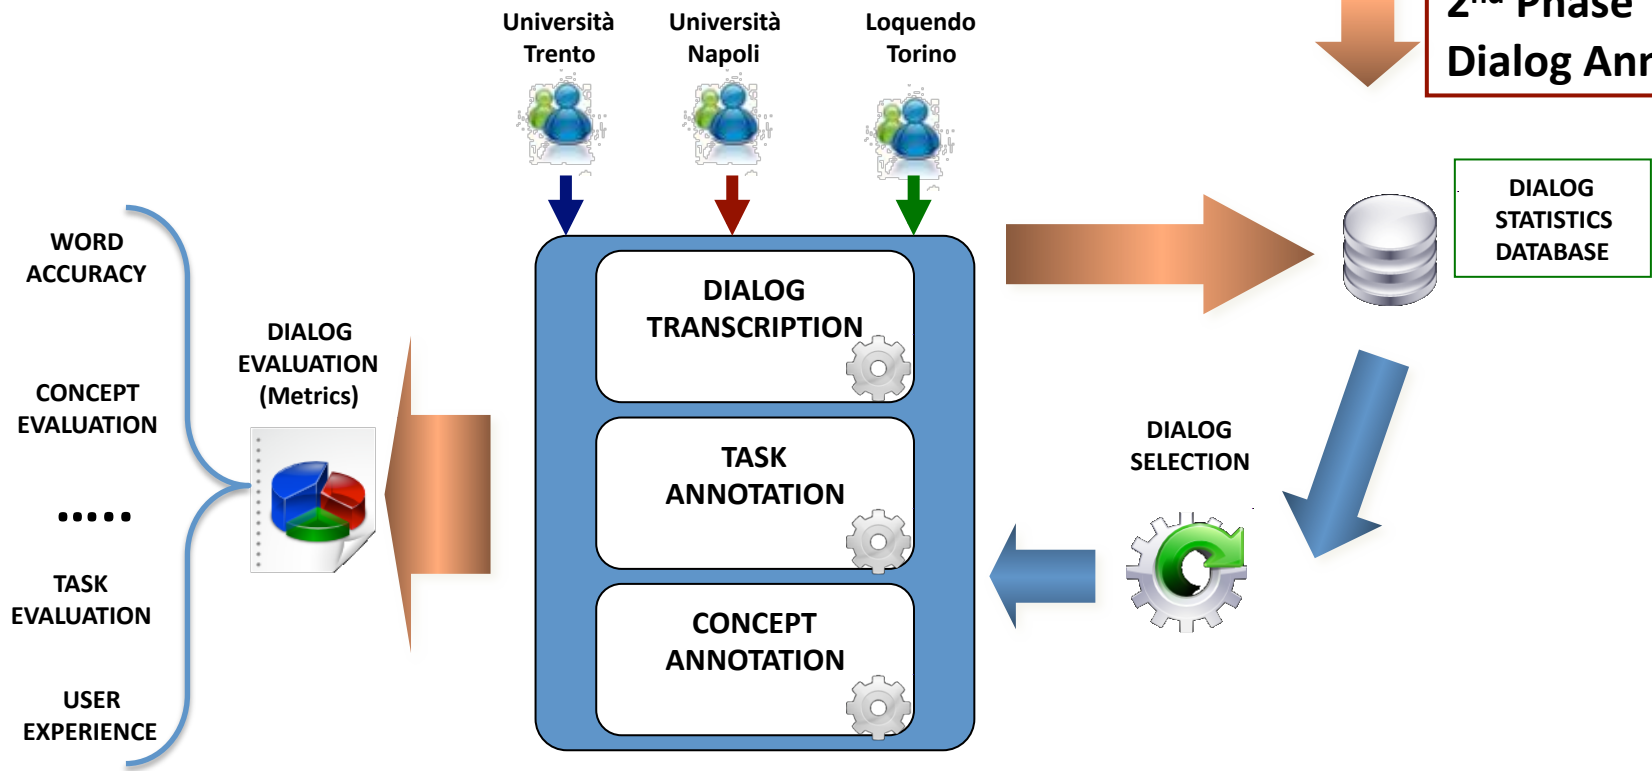 Università
Trento
Università
Napoli
Loquendo
Torino
2nd Phase
Dialog
DIALOG
STATISTICS
DATABASE
WORD
ACCURACY
CONCEPT
EVALUATION
.....
TASK
EVALUATION
USER
EXPERIENCE
DIALOG
EVALUATION
(Metrics)
DIALOG
TRANSCRIPTION
TASK
ANNOTATION
CONCEPT
ANNOTATION
DIALOG
SELECTION